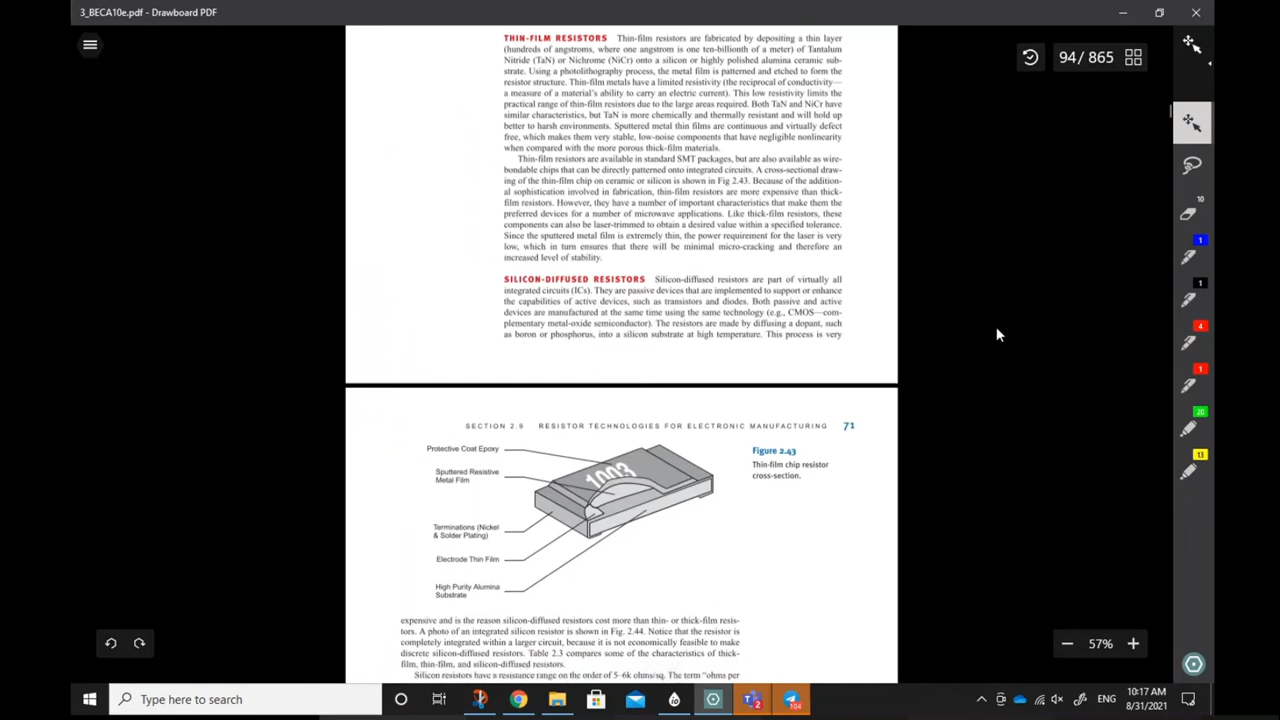 3_BECA10e.pdf - Drawboard PDF
94 / 865
THIN-FILM RESISTORS Thin-film resistors are fabricated by depositing a thin layer
(hundreds of angstroms, where one angstrom is one ten-billionth of a meter) of Tantalum
Nitride (TaN) or Nichrome (NiCr) onto a silicon or highly polished alumina ceramic sub-
strate. Using a photolithography process, the metal film is patterned and etched to form the
resistor structure. Thin-film metals have a limited resistivity (the reciprocal of conductivity—
a measure of a material's ability to carry an electric current). This low resistivity limits the
practical range of thin-film resistors due to the large areas required. Both TaN and NiCr have
similar characteristics, but TaN is more chemically and thermally resistant and will hold up
better to harsh environments. Sputtered metal thin films are continuous and virtually defect
free, which makes them very stable, low-noise components that have negligible nonlinearity
when compared with the more porous thick-film materials.
Thin-film resistors are available in standard SMT packages, but are also available as wire-
bondable chips that can be directly patterned onto integrated circuits. A cross-sectional draw-
ing of the thin-film chip on ceramic or silicon is shown in Fig 2.43. Because of the addition-
al sophistication involved in fabrication, thin-film resistors are more expensive than thick-
film resistors. However, they have a number of important characteristics that make them the
preferred devices for a number of microwave applications. Like thick-film resistors, these
components can also be laser-trimmed to obtain a desired value within a specified tolerance.
Since the sputtered metal film is extremely thin, the power requirement for the laser is very
low, which in turn ensures that there will be minimal micro-cracking and therefore an
increased level of stability.
SILICON-DIFFUSED RESISTORS Silicon-diffused resistors are part of virtually all
integrated circuits (ICs). They are passive devices that are implemented to support or enhance
the capabilities of active devices, such as transistors and diodes. Both passive and active
devices are manufactured at the same time using the same technology (e.g., CMOS—com-
plementary metal-oxide semiconductor). The resistors are made by diffusing a dopant, such
as boron or phosphorus, into a silicon substrate at high temperature. This process is very
SECTION 2.9 RESISTOR TECHNOLOGIES FOR ELECTRONIC MANUFACTURING 71
Protective Coat Epoxy
Sputtered Resistive
Metal Film
Terminations (Nickel
& Solder Plating)
Electrode Thin Film
High Purity Alumina
Substrate
1003
Figure 2.43
Thin-film chip resistor
cross-section.
expensive and is the reason silicon-diffused resistors cost more than thin- or thick-film resis-
tors. A photo of an integrated silicon resistor is shown in Fig. 2.44. Notice that the resistor is
completely integrated within a larger circuit, because it is not economically feasible to make
discrete silicon-diffused resistors. Table 2.3 compares some of the characteristics of thick-
film, thin-film, and silicon-diffused resistors.
Silicon resistors have a resistance range on the order of 5–6k ohms/sq. The term "ohms per
1
1
4
1
20
13
57%
Type here to search
104
ENG
10:17 AM
8/31/2021